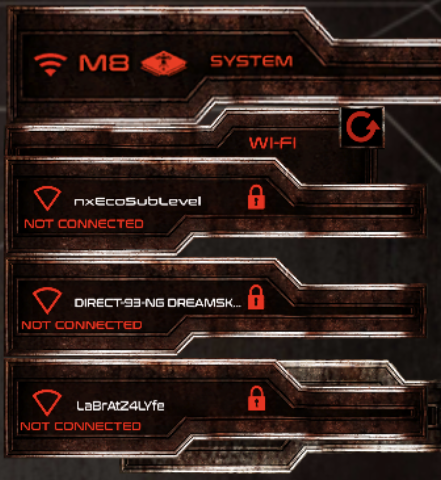 M8 SYSTEM
WI-FI
nxEcoSubLevel
NOT CONNECTED
DIRECT-93-NG DREAMSK...
NOT CONNECTED
LaBrAtZ4LYfe
NOT CONNECTED